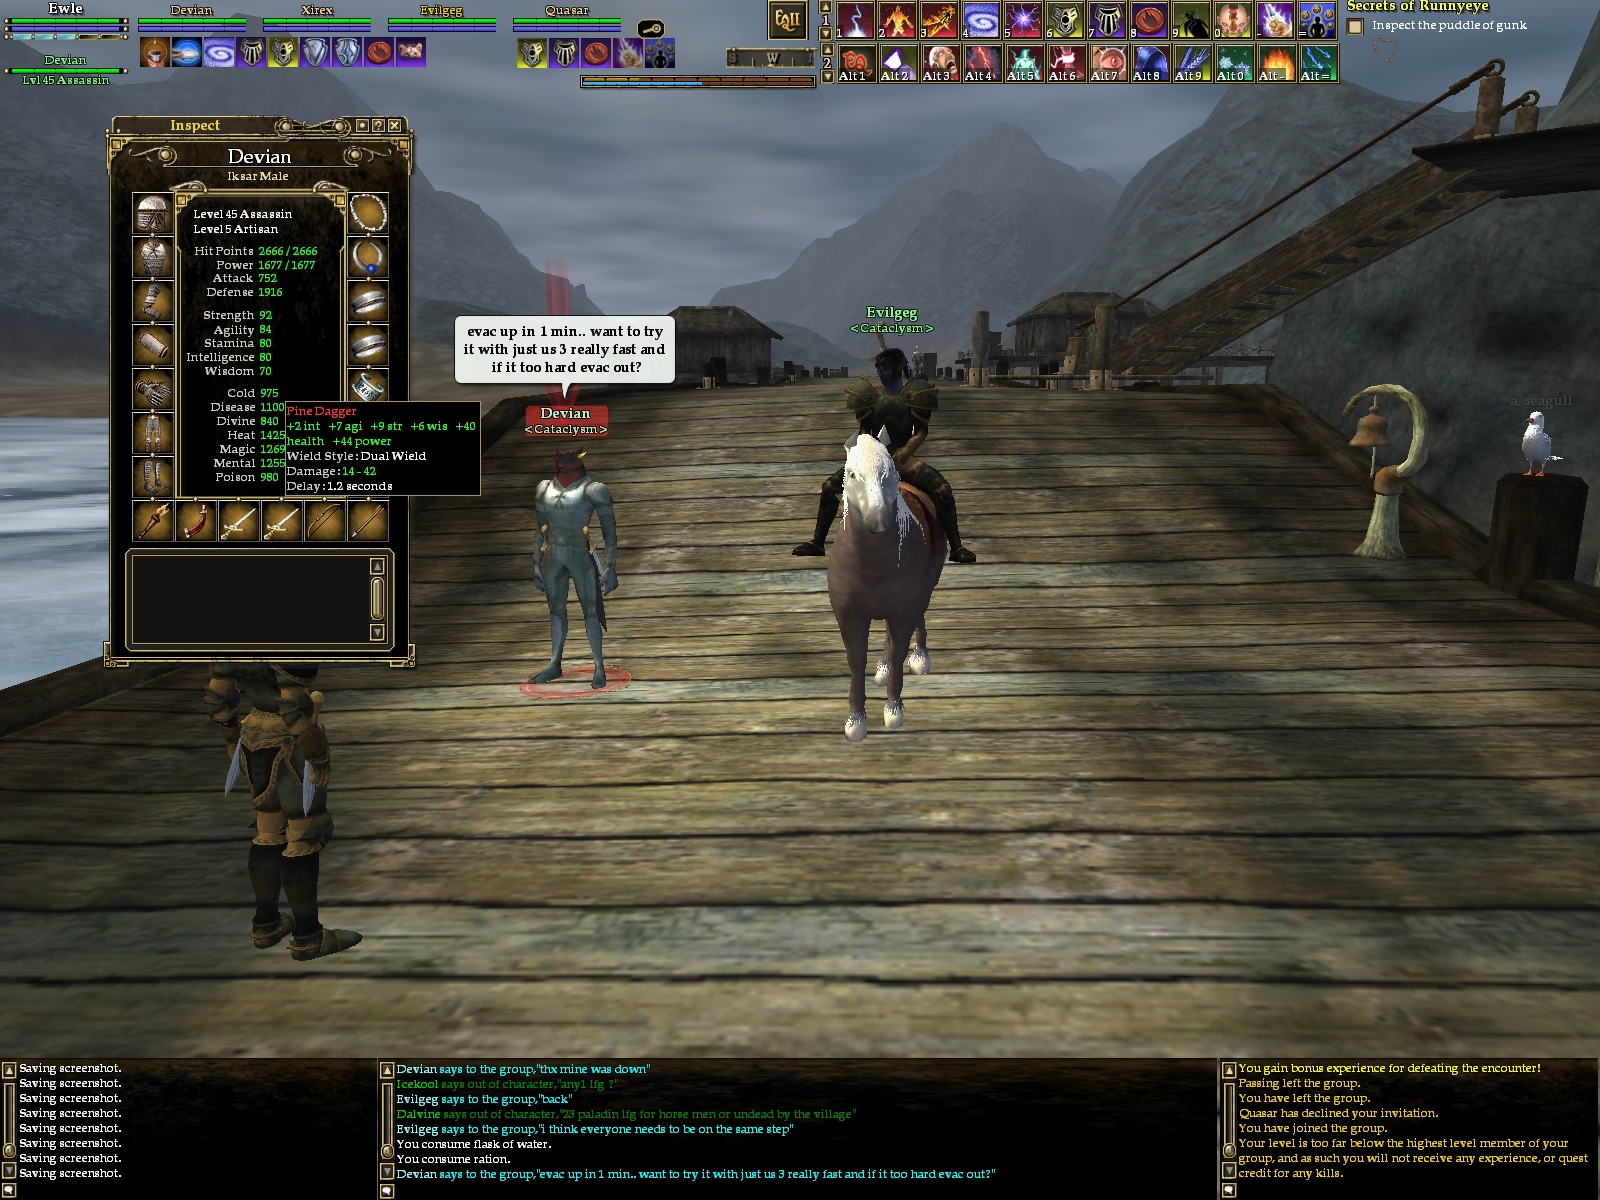 Ewle
Devian
Xirex
Evilgeg
Quasar
Devian
Lvl 45 Assassin
EQII
S W
1
1 2 3 4 5 6 7 8 9 0 - =
2
Alt1 Alt2 Alt3 Alt4 Alt5 Alt6 Alt7 Alt8 Alt9 Alt0 Alt- Alt=
Secrets of Runnyeye
Inspect the puddle of gunk
Inspect
Devian
Iksar Male
Level 45 Assassin
Level 5 Artisan
Hit Points 2666 / 2666
Power 1677 / 1677
Attack 752
Defense 1916
Strength 92
Agility 84
Stamina 80
Intelligence 80
Wisdom 70
Cold 975
Disease 1100
Divine 840
Heat 1425
Magic 1269
Mental 1255
Poison 980
Pine Dagger
+2 int +7 agi +9 str +6 wis +40
health +44 power
Wield Style: Dual Wield
Damage: 14 - 42
Delay: 1.2 seconds
evac up in 1 min.. want to try
it with just us 3 really fast and
if it too hard evac out?
Devian
<Cataclysm>
Evilgeg
<Cataclysm>
a seagull
Saving screenshot.
Saving screenshot.
Saving screenshot.
Saving screenshot.
Saving screenshot.
Saving screenshot.
Saving screenshot.
Saving screenshot.
Devian says to the group,"thx mine was down"
Icekool says out of character,"any1 lfg ?"
Evilgeg says to the group,"back"
Dalvine says out of character,"23 paladin lfg for horse men or undead by the village"
Evilgeg says to the group,"i think everyone needs to be on the same step"
You consume flask of water.
You consume ration.
Devian says to the group,"evac up in 1 min.. want to try it with just us 3 really fast and if it too hard evac out?"
You gain bonus experience for defeating the encounter!
Passing left the group.
You have left the group.
Quasar has declined your invitation.
You have joined the group.
Your level is too far below the highest level member of your
group, and as such you will not receive any experience, or quest
credit for any kills.